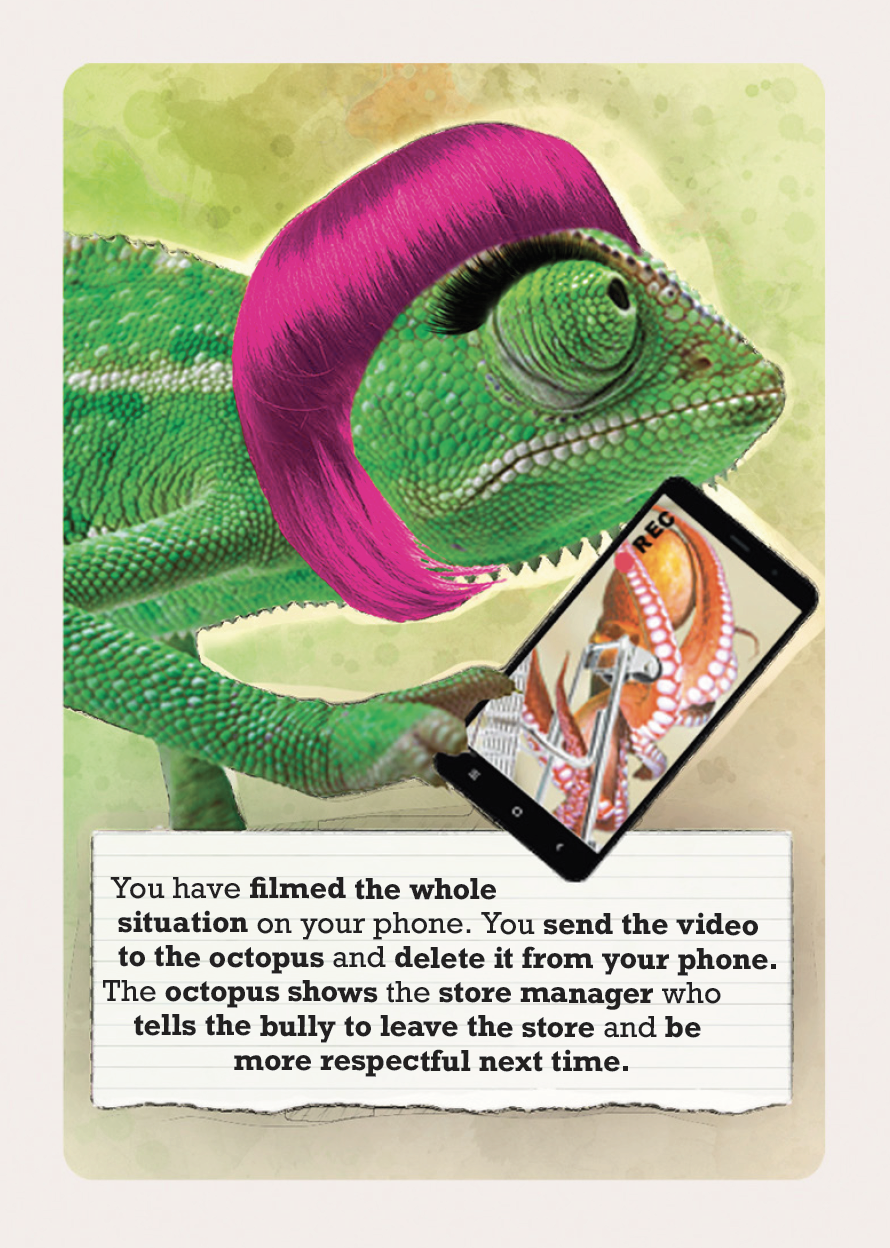 REC
You have filmed the whole
situation on your phone. You send the video
to the octopus and delete it from your phone.
The octopus shows the store manager who
tells the bully to leave the store and be
more respectful next time.